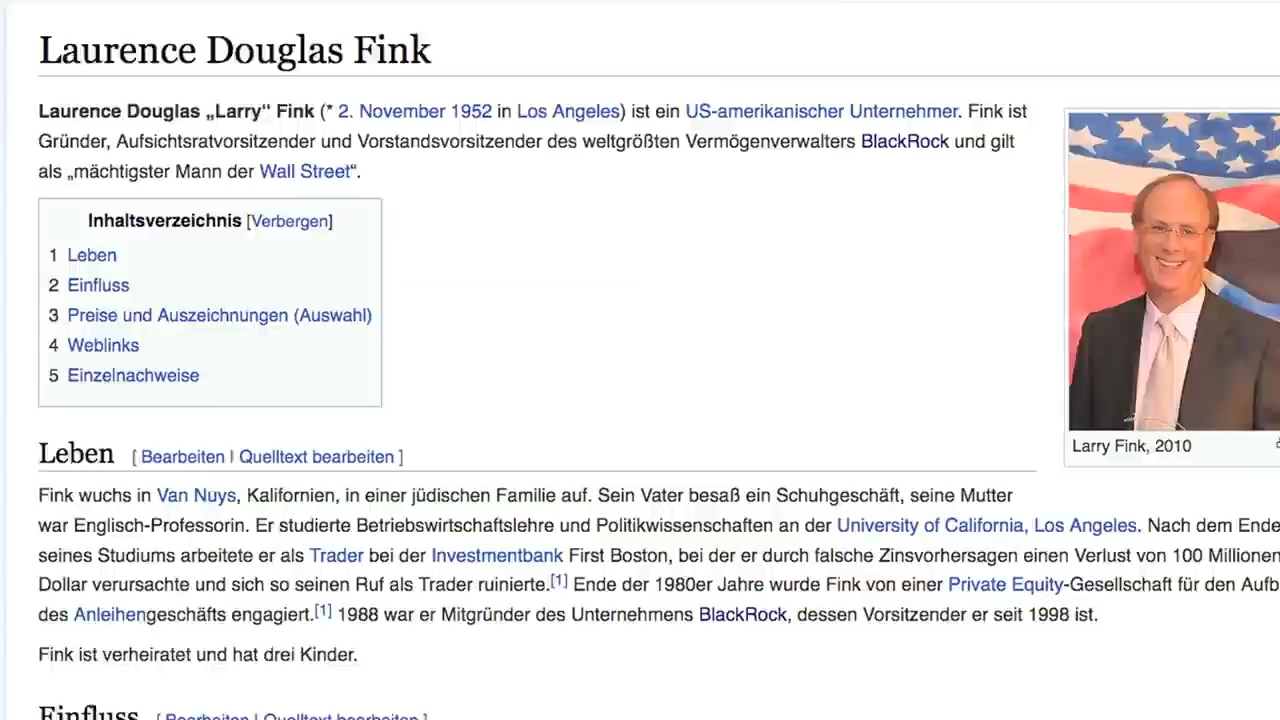 Laurence Douglas Fink
Laurence Douglas „Larry“ Fink (* 2. November 1952 in Los Angeles) ist ein US-amerikanischer Unternehmer. Fink ist
Gründer, Aufsichtsratvorsitzender und Vorstandsvorsitzender des weltgrößten Vermögenverwalters BlackRock und gilt
als „mächtigster Mann der Wall Street“.
Inhaltsverzeichnis [Verbergen]
1 Leben
2 Einfluss
3 Preise und Auszeichnungen (Auswahl)
4 Weblinks
5 Einzelnachweise
Larry Fink, 2010
Leben [ Bearbeiten | Quelltext bearbeiten ]
Fink wuchs in Van Nuys, Kalifornien, in einer jüdischen Familie auf. Sein Vater besaß ein Schuhgeschäft, seine Mutter
war Englisch-Professorin. Er studierte Betriebswirtschaftslehre und Politikwissenschaften an der University of California, Los Angeles. Nach dem Ende
seines Studiums arbeitete er als Trader bei der Investmentbank First Boston, bei der er durch falsche Zinsvorhersagen einen Verlust von 100 Millionen
Dollar verursachte und sich so seinen Ruf als Trader ruinierte.[1] Ende der 1980er Jahre wurde Fink von einer Private Equity-Gesellschaft für den Aufb
des Anleihengeschäfts engagiert.[1] 1988 war er Mitgründer des Unternehmens BlackRock, dessen Vorsitzender er seit 1998 ist.
Fink ist verheiratet und hat drei Kinder.
Einfluss [ Bearbeiten | Quelltext bearbeiten ]